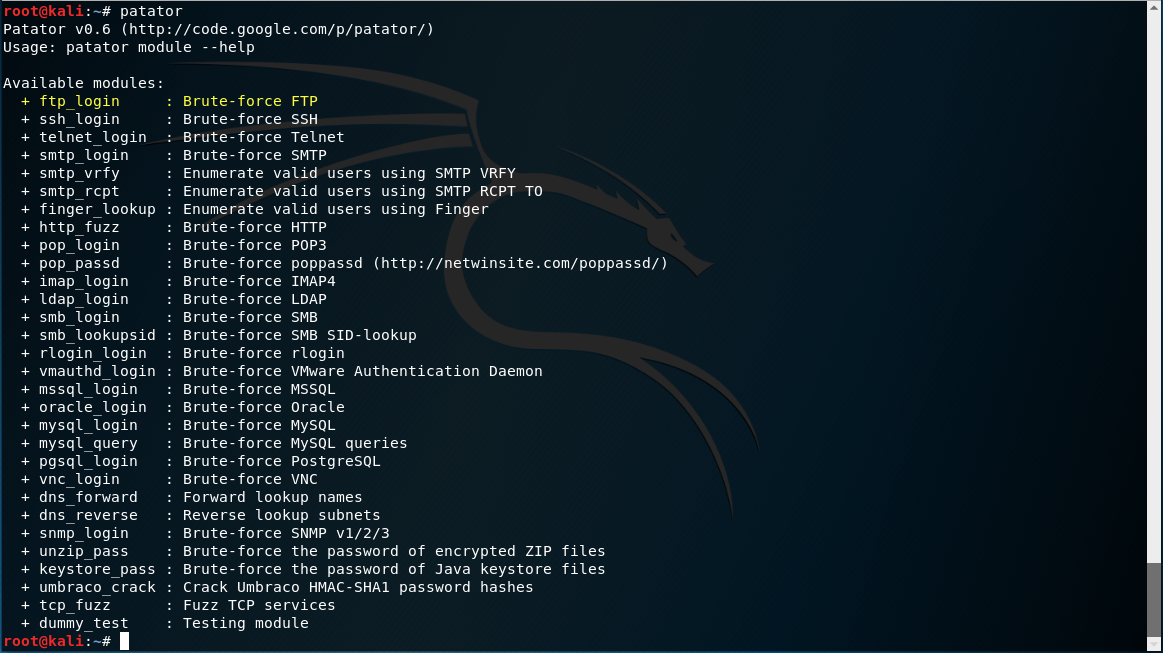 root@kali:~# patator
Patator v0.6 (http://code.google.com/p/patator/)
Usage: patator module --help
Available modules:
  + ftp_login     : Brute-force FTP
  + ssh_login     : Brute-force SSH
  + telnet_login  : Brute-force Telnet
  + smtp_login    : Brute-force SMTP
  + smtp_vrfy     : Enumerate valid users using SMTP VRFY
  + smtp_rcpt     : Enumerate valid users using SMTP RCPT TO
  + finger_lookup : Enumerate valid users using Finger
  + http_fuzz     : Brute-force HTTP
  + pop_login     : Brute-force POP3
  + pop_passd     : Brute-force poppassd (http://netwinsite.com/poppassd/)
  + imap_login    : Brute-force IMAP4
  + ldap_login    : Brute-force LDAP
  + smb_login     : Brute-force SMB
  + smb_lookupsid : Brute-force SMB SID-lookup
  + rlogin_login  : Brute-force rlogin
  + vmauthd_login : Brute-force VMware Authentication Daemon
  + mssql_login   : Brute-force MSSQL
  + oracle_login  : Brute-force Oracle
  + mysql_login   : Brute-force MySQL
  + mysql_query   : Brute-force MySQL queries
  + pgsql_login   : Brute-force PostgreSQL
  + vnc_login     : Brute-force VNC
  + dns_forward   : Forward lookup names
  + dns_reverse   : Reverse lookup subnets
  + snmp_login    : Brute-force SNMP v1/2/3
  + unzip_pass    : Brute-force the password of encrypted ZIP files
  + keystore_pass : Brute-force the password of Java keystore files
  + umbraco_crack : Crack Umbraco HMAC-SHA1 password hashes
  + tcp_fuzz      : Fuzz TCP services
  + dummy_test    : Testing module
root@kali:~#